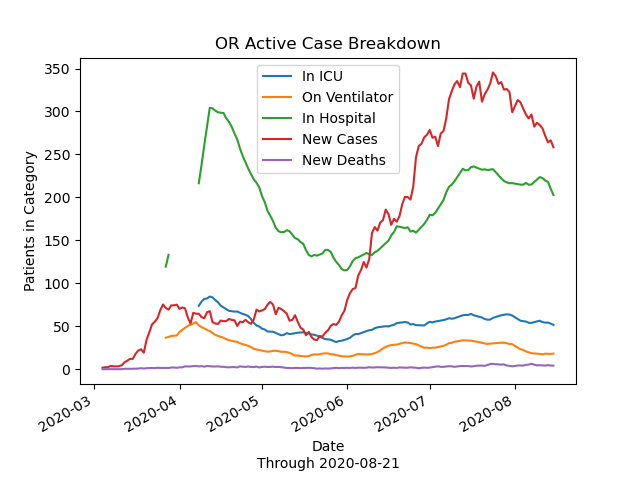 OR Active Case Breakdown
In ICU
On Ventilator
In Hospital
New Cases
New Deaths
Patients in Category
350
300
250
200
150
100
50
0
2020-03
2020-04
2020-05
2020-06
2020-07
2020-08
Date
Through 2020-08-21